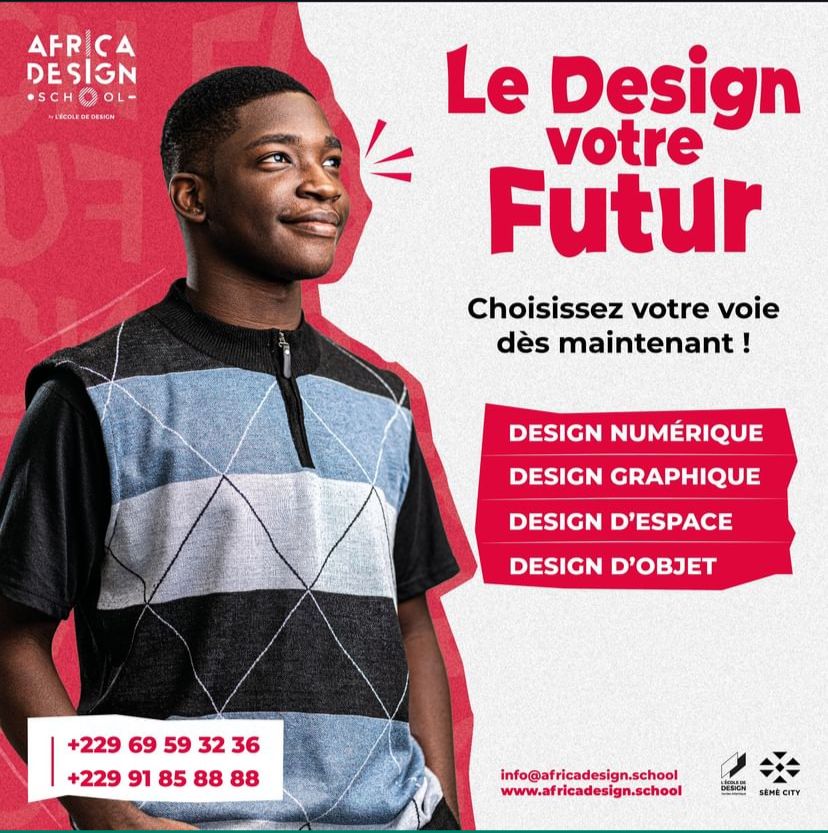 AFRICA
DESIGN
•SCHOOL–
by L'ÉCOLE DE DESIGN
Le Design
votre
Futur
Choisissez votre voie
dès maintenant !
DESIGN NUMÉRIQUE
DESIGN GRAPHIQUE
DESIGN D'ESPACE
DESIGN D'OBJET
+229 69 59 32 36
+229 91 85 88 88
info@africadesign.school
www.africadesign.school
L'ÉCOLE DE
DESIGN
SÈMÈ CITY